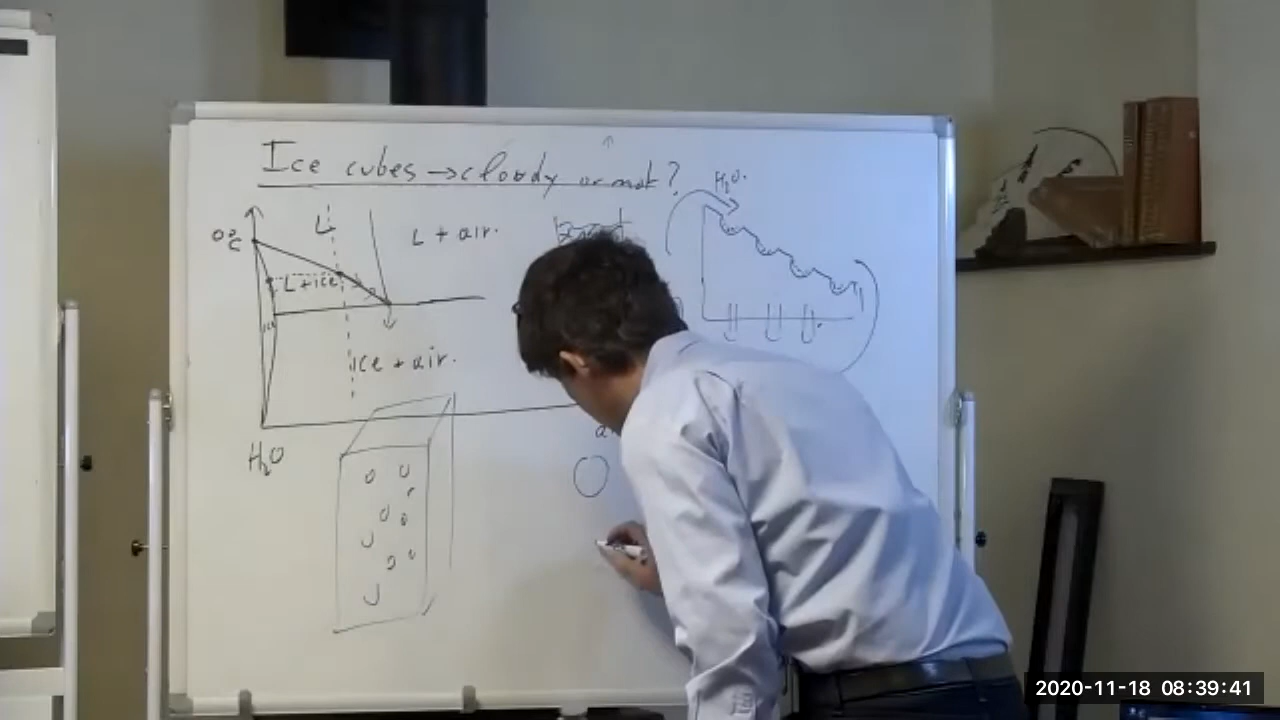 Ice cubes → cloudy or not?
H₂O.
0°C
L
L + air.
L + ice
ice + air.
H₂O
2020-11-18 08:39:41